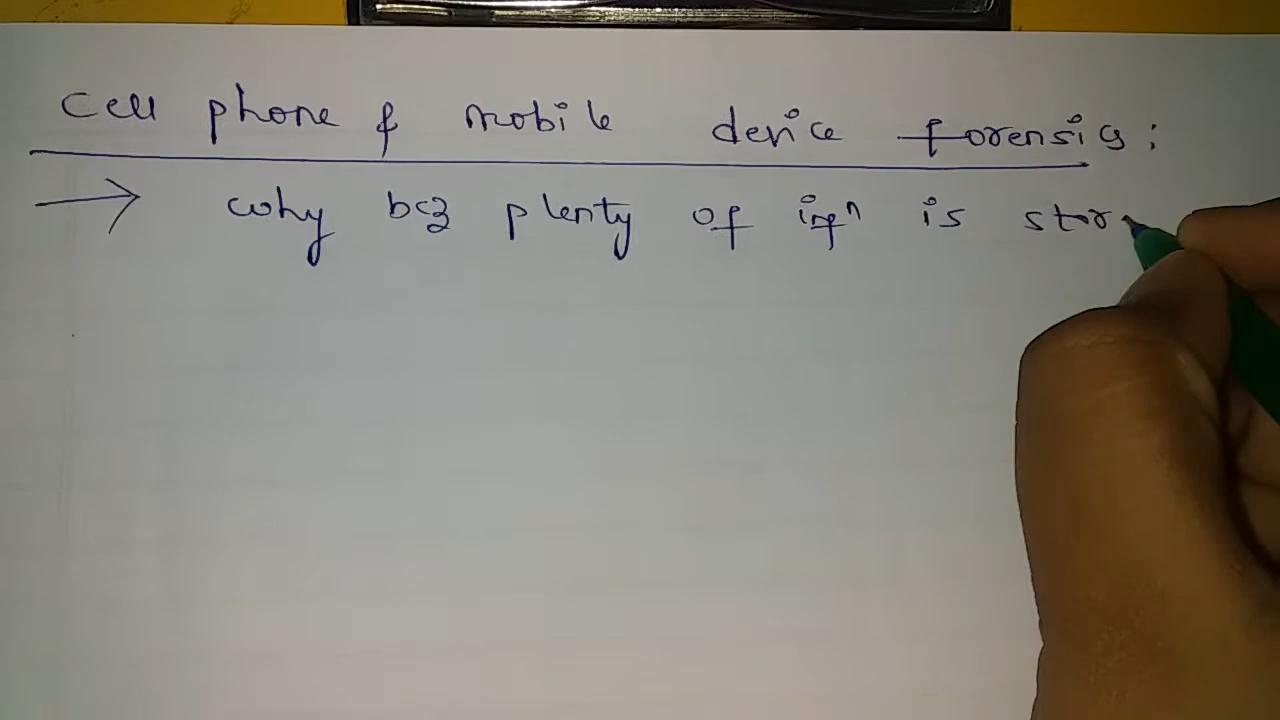 Cell phone & mobile device forensics:
→ why bcz plenty of infⁿ is stor